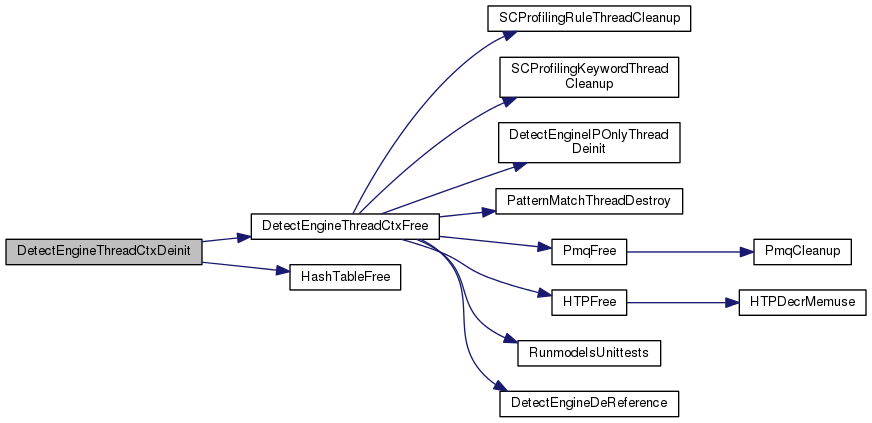 SCProfilingRuleThreadCleanup
SCProfilingKeywordThread
Cleanup
DetectEngineIPOnlyThread
Deinit
PatternMatchThreadDestroy
DetectEngineThreadCtxFree
DetectEngineThreadCtxDeinit
PmqFree
PmqCleanup
HashTableFree
HTPFree
HTPDecrMemuse
RunmodeIsUnittests
DetectEngineDeReference